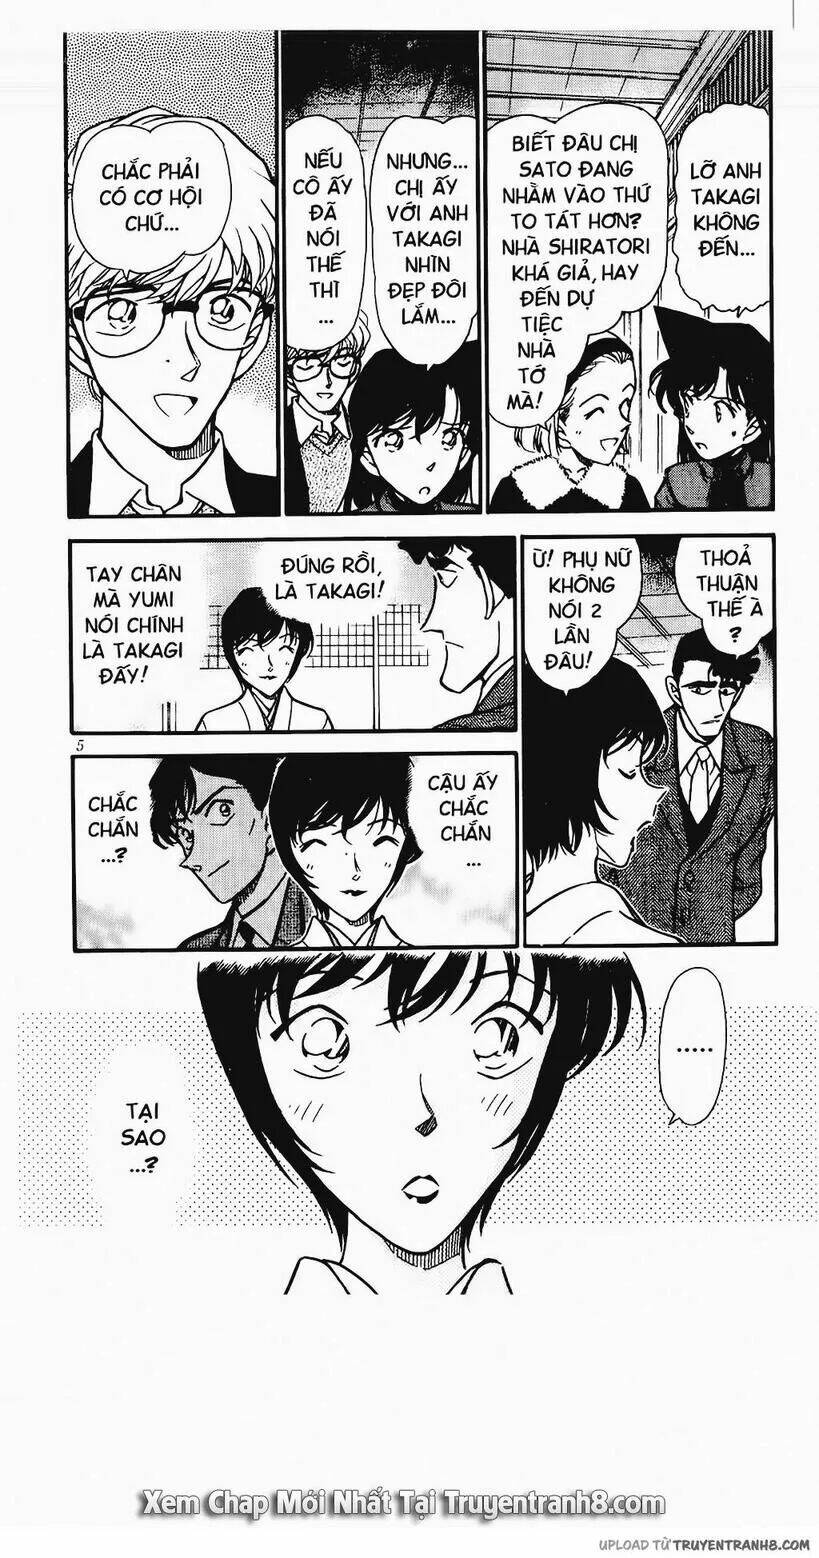 LỠ ANH
TAKAGI
KHÔNG
ĐẾN...
BIẾT ĐÂU CHỊ
SATO ĐANG
NHẰM VÀO THỨ
TO TÁT HƠN?
NHÀ SHIRATORI
KHÁ GIẢ, HAY
ĐẾN DỰ
TIỆC
NHÀ
TỚ
MÀ!
NHƯNG...
CHỊ ẤY
VỚI ANH
TAKAGI
NHÌN
ĐẸP ĐÔI
LẮM...
NẾU
CÔ ẤY
ĐÃ
NÓI
THẾ
THÌ
...
CHẮC PHẢI
CÓ CƠ HỘI
CHỨ...
THOẢ
THUẬN
THẾ À
?
Ừ! PHỤ NỮ
KHÔNG
NÓI 2
LẦN
ĐÂU!
ĐÚNG RỒI,
LÀ TAKAGI!
TAY CHÂN
MÀ YUMI
NÓI CHÍNH
LÀ TAKAGI
ĐẤY!
5
CẬU ẤY
CHẮC
CHẮN
...
CHẮC
CHẮN
...?
.....
TẠI
SAO
...?
Xem Chap Mới Nhất Tại Truyentranh8.com
UPLOAD TỪ TRUYENTRANH8.COM